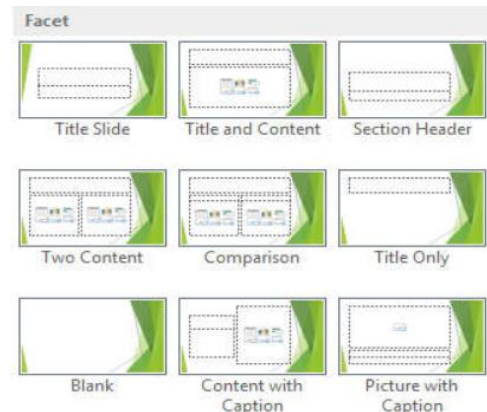 Facet
Title Slide
Title and Content
Section Header
Two Content
Comparison
Title Only
Blank
Content with
Caption
Picture with
Caption